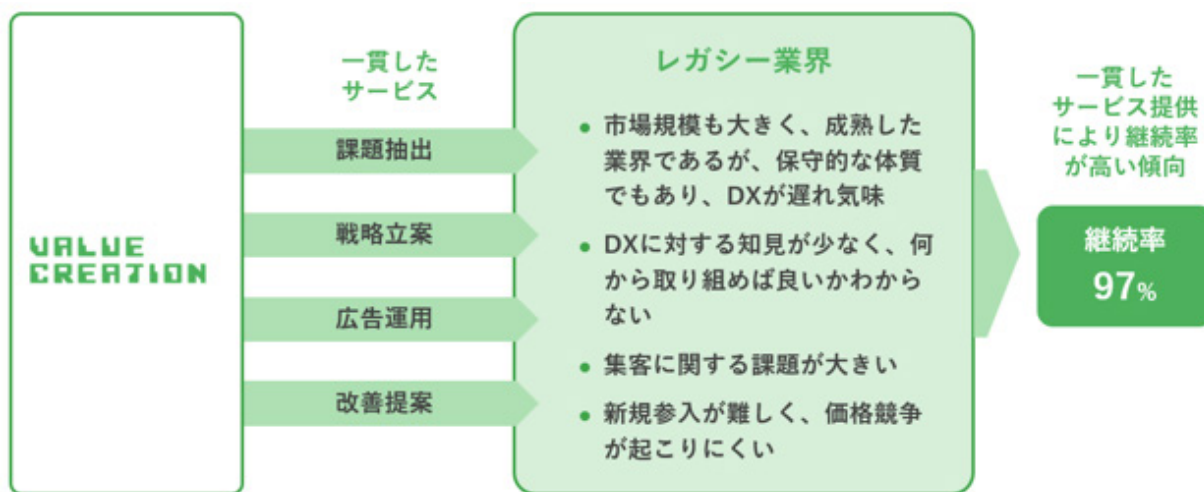 VALUE
CREATION
一貫した
サービス
課題抽出
戦略立案
広告運用
改善提案
レガシー業界
• 市場規模も大きく、成熟した
業界であるが、保守的な体質
でもあり、DXが遅れ気味
• DXに対する知見が少なく、何
から取り組めば良いかわから
ない
• 集客に関する課題が大きい
• 新規参入が難しく、価格競争
が起こりにくい
一貫した
サービス提供
により継続率
が高い傾向
継続率
97%